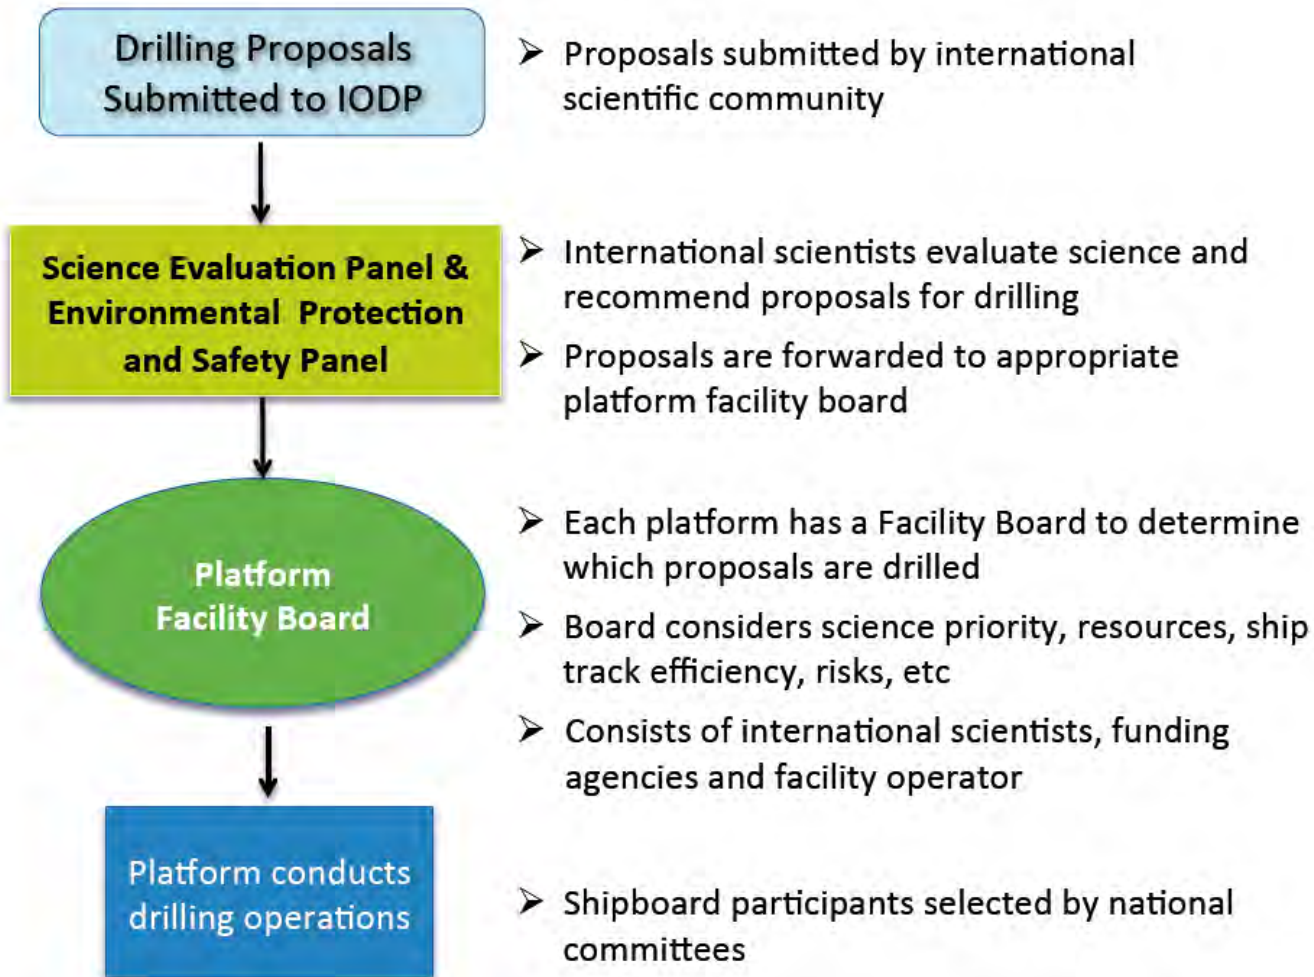 Drilling Proposals
Submitted to IODP
➤ Proposals submitted by international
scientific community
Science Evaluation Panel &
Environmental Protection
and Safety Panel
➤ International scientists evaluate science and
recommend proposals for drilling
➤ Proposals are forwarded to appropriate
platform facility board
Platform
Facility Board
➤ Each platform has a Facility Board to determine
which proposals are drilled
➤ Board considers science priority, resources, ship
track efficiency, risks, etc
➤ Consists of international scientists, funding
agencies and facility operator
Platform conducts
drilling operations
➤ Shipboard participants selected by national
committees